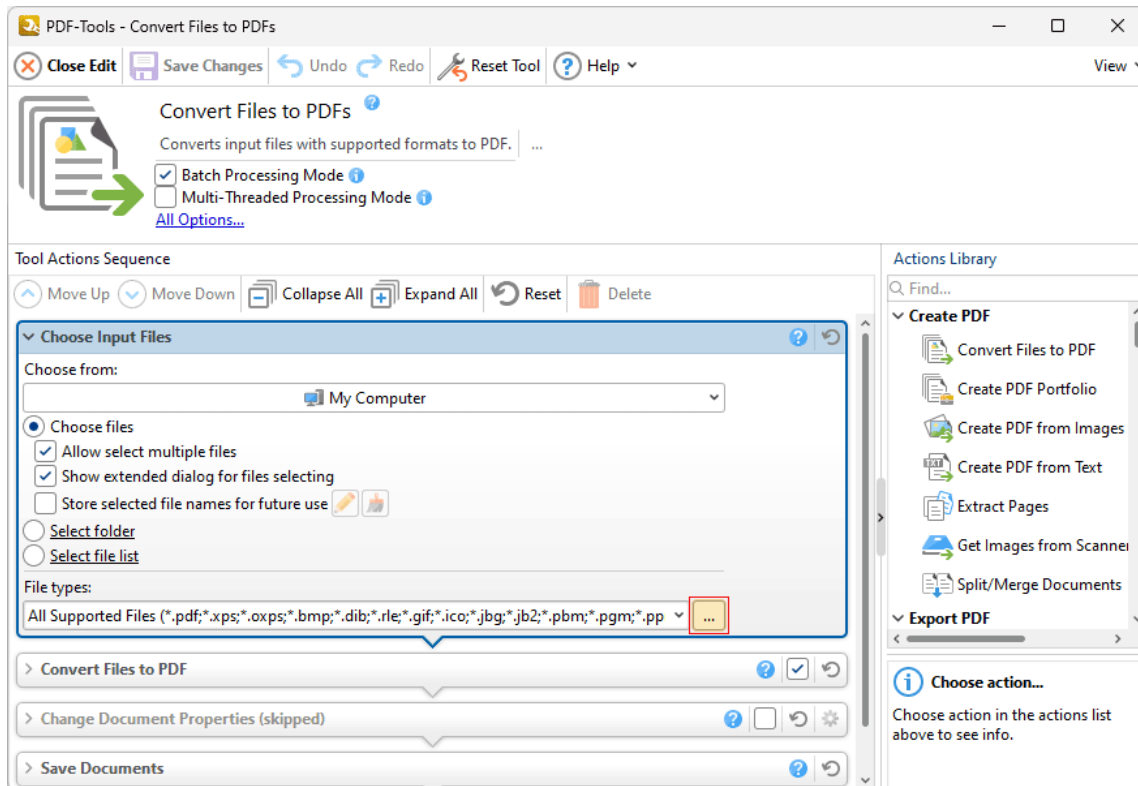 PDF-Tools - Convert Files to PDFs
Close Edit Save Changes Undo Redo Reset Tool ? Help View
Convert Files to PDFs ?
Converts input files with supported formats to PDF. ...
Batch Processing Mode i
Multi-Threaded Processing Mode i
All Options...
Tool Actions Sequence
Move Up Move Down Collapse All Expand All Reset Delete
Choose Input Files ?
Choose from:
My Computer
Choose files
Allow select multiple files
Show extended dialog for files selecting
Store selected file names for future use
Select folder
Select file list
File types:
All Supported Files (*.pdf;*.xps;*.oxps;*.bmp;*.dib;*.rle;*.gif;*.ico;*.jbg;*.jb2;*.pbm;*.pgm;*.pp ...
Convert Files to PDF ?
Change Document Properties (skipped) ?
Save Documents ?
Actions Library
Find...
Create PDF
Convert Files to PDF
Create PDF Portfolio
Create PDF from Images
TXT Create PDF from Text
Extract Pages
Get Images from Scanner
Split/Merge Documents
Export PDF
i Choose action...
Choose action in the actions list
above to see info.